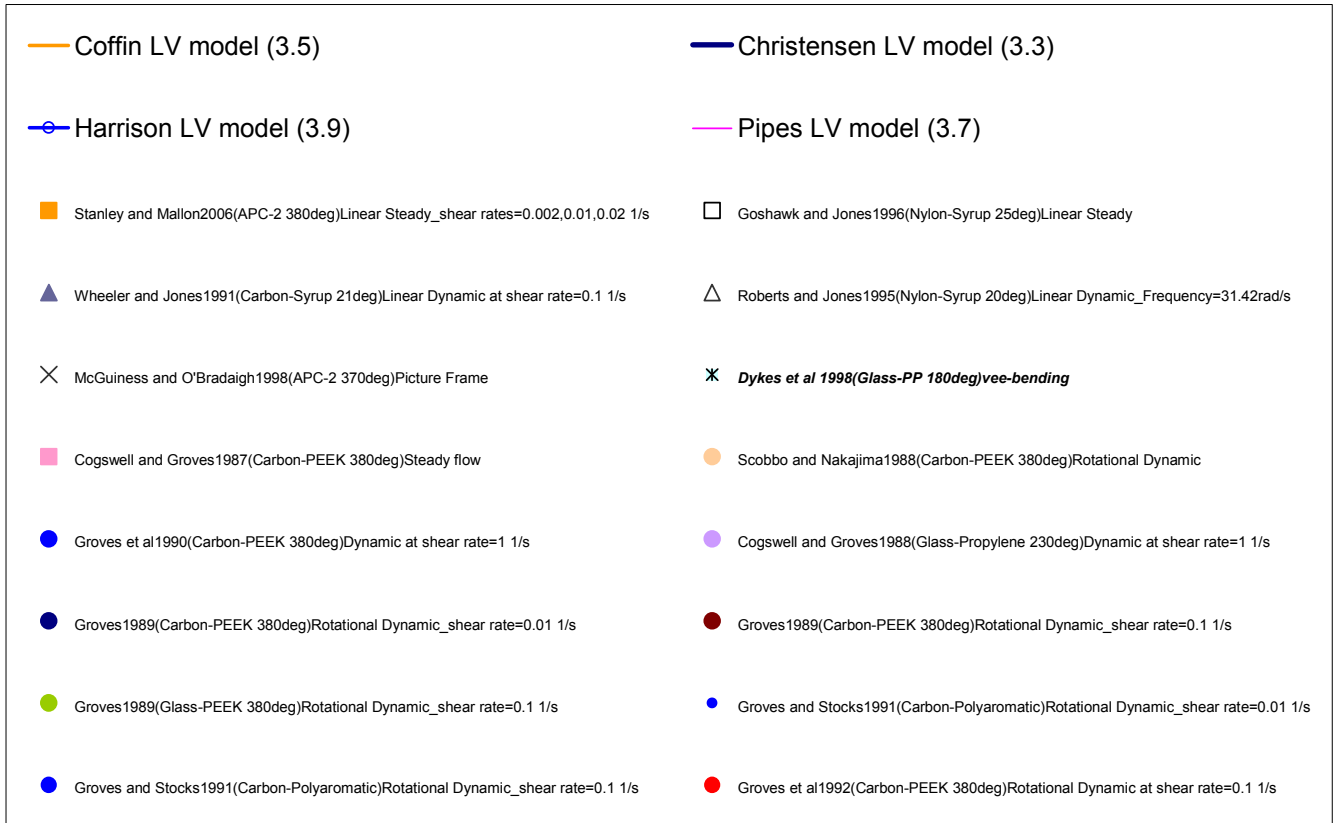 Coffin LV model (3.5)
Christensen LV model (3.3)
Harrison LV model (3.9)
Pipes LV model (3.7)
Stanley and Mallon2006(APC-2 380deg)Linear Steady_shear rates=0.002,0.01,0.02 1/s
Goshawk and Jones1996(Nylon-Syrup 25deg)Linear Steady
Wheeler and Jones1991(Carbon-Syrup 21deg)Linear Dynamic at shear rate=0.1 1/s
Roberts and Jones1995(Nylon-Syrup 20deg)Linear Dynamic_Frequency=31.42rad/s
McGuiness and O'Bradaigh1998(APC-2 370deg)Picture Frame
Dykes et al 1998(Glass-PP 180deg)vee-bending
Cogswell and Groves1987(Carbon-PEEK 380deg)Steady flow
Scobbo and Nakajima1988(Carbon-PEEK 380deg)Rotational Dynamic
Groves et al1990(Carbon-PEEK 380deg)Dynamic at shear rate=1 1/s
Cogswell and Groves1988(Glass-Propylene 230deg)Dynamic at shear rate=1 1/s
Groves1989(Carbon-PEEK 380deg)Rotational Dynamic_shear rate=0.01 1/s
Groves1989(Carbon-PEEK 380deg)Rotational Dynamic_shear rate=0.1 1/s
Groves1989(Glass-PEEK 380deg)Rotational Dynamic_shear rate=0.1 1/s
Groves and Stocks1991(Carbon-Polyaromatic)Rotational Dynamic_shear rate=0.01 1/s
Groves and Stocks1991(Carbon-Polyaromatic)Rotational Dynamic_shear rate=0.1 1/s
Groves et al1992(Carbon-PEEK 380deg)Rotational Dynamic at shear rate=0.1 1/s